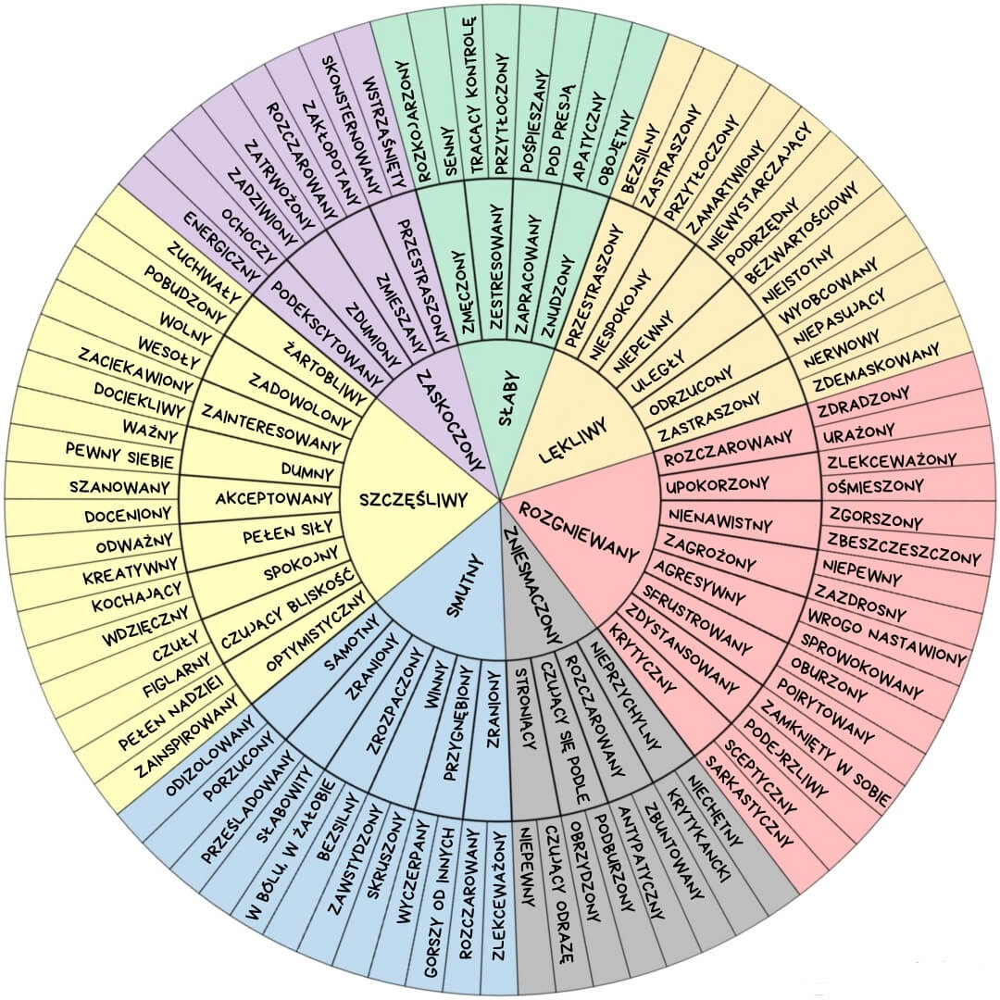 SŁABY
LĘKLIWY
ROZGNIEWANY
ZNIESMACZONY
SMUTNY
SZCZĘŚLIWY
ZASKOCZONY
ZMĘCZONY
ZESTRESOWANY
ZAPRACOWANY
ZNUDZONY
PRZESTRASZONY
NIESPOKOJNY
NIEPEWNY
ULEGŁY
ODRZUCONY
ZASTRASZONY
ROZCZAROWANY
UPOKORZONY
NIENAWISTNY
ZAGROŻONY
AGRESYWNY
SFRUSTROWANY
ZDYSTANSOWANY
KRYTYCZNY
NIEPRZYCHYLNY
ROZCZAROWANY
CZUJĄCY SIĘ PODLE
STRONIĄCY
ZRANIONY
PRZYGNĘBIONY
WINNY
ZROZPACZONY
ZRANIONY
SAMOTNY
OPTYMISTYCZNY
CZUJĄCY BLISKOŚĆ
SPOKOJNY
PEŁEN SIŁY
AKCEPTOWANY
DUMNY
ZAINTERESOWANY
ZADOWOLONY
ŻARTOBLIWY
PODEKSCYTOWANY
ZDUMIONY
ZMIESZANY
PRZESTRASZONY
ROZKOJARZONY
SENNY
TRACĄCY KONTROLĘ
PRZYTŁOCZONY
POŚPIESZANY
POD PRESJĄ
APATYCZNY
OBOJĘTNY
BEZSILNY
ZASTRASZONY
PRZYTŁOCZONY
ZAMARTWIONY
NIEWYSTARCZAJĄCY
PODRZĘDNY
BEZWARTOŚCIOWY
NIEISTOTNY
WYOBCOWANY
NIEPASUJĄCY
NERWOWY
ZDEMASKOWANY
ZDRADZONY
URAŻONY
ZLEKCEWAŻONY
OŚMIESZONY
ZGORSZONY
ZBESZCZESZCZONY
NIEPEWNY
ZAZDROSNY
WROGO NASTAWIONY
SPROWOKOWANY
OBURZONY
POIRYTOWANY
ZAMKNIĘTY W SOBIE
PODEJRZLIWY
SCEPTYCZNY
SARKASTYCZNY
NIECHĘTNY
KRYTYKANCKI
ZBUNTOWANY
ANTYPATYCZNY
PODBURZONY
OBRZYDZONY
CZUJĄCY ODRAZĘ
NIEPEWNY
ZLEKCEWAŻONY
ROZCZAROWANY
GORSZY OD INNYCH
WYCZERPANY
SKRUSZONY
ZAWSTYDZONY
BEZSILNY
W BÓLU, W ŻAŁOBIE
SŁABOWITY
PRZEŚLADOWANY
PORZUCONY
ODIZOLOWANY
ZAINSPIROWANY
PEŁEN NADZIEI
FIGLARNY
CZUŁY
WDZIĘCZNY
KOCHAJĄCY
KREATYWNY
ODWAŻNY
DOCENIONY
SZANOWANY
PEWNY SIEBIE
WAŻNY
DOCIEKLIWY
ZACIEKAWIONY
WESOŁY
WOLNY
POBUDZONY
ZUCHWAŁY
ENERGICZNY
OCHOCZY
ZADZIWIONY
ZATRWOŻONY
ROZCZAROWANY
ZAKŁOPOTANY
SKONSTERNOWANY
WSTRZĄŚNIĘTY